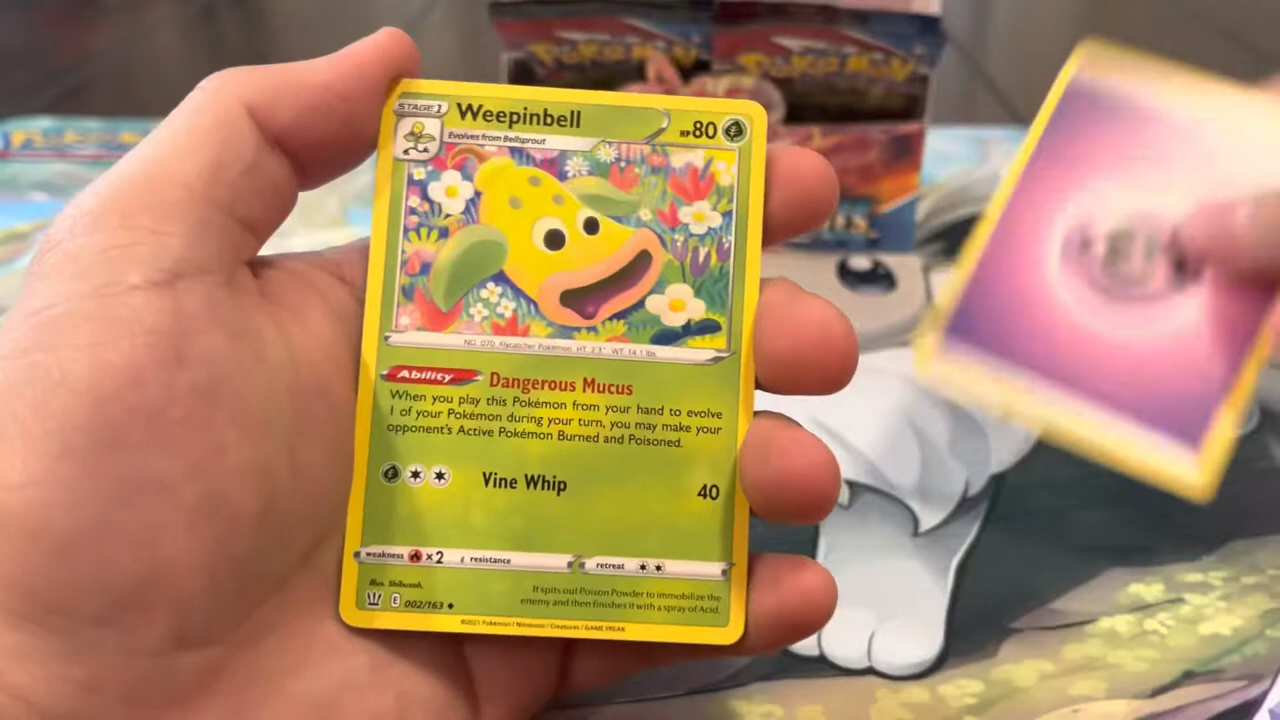 POKéMON
POKéMON
STAGE 1
Weepinbell
HP 80
Evolves from Bellsprout
NO. 070 Flycatcher Pokémon HT 3'3" WT 14.1 lbs.
Ability Dangerous Mucus
When you play this Pokémon from your hand to evolve
1 of your Pokémon during your turn, you may make your
opponent's Active Pokémon Burned and Poisoned.
Vine Whip 40
weakness ×2 resistance retreat
Illus. Shibuzoh.
E 002/163
If spits out Poison Powder to immobilize the
enemy and then finishes it with a spray of Acid.
©2021 Pokémon / Nintendo / Creatures / GAME FREAK